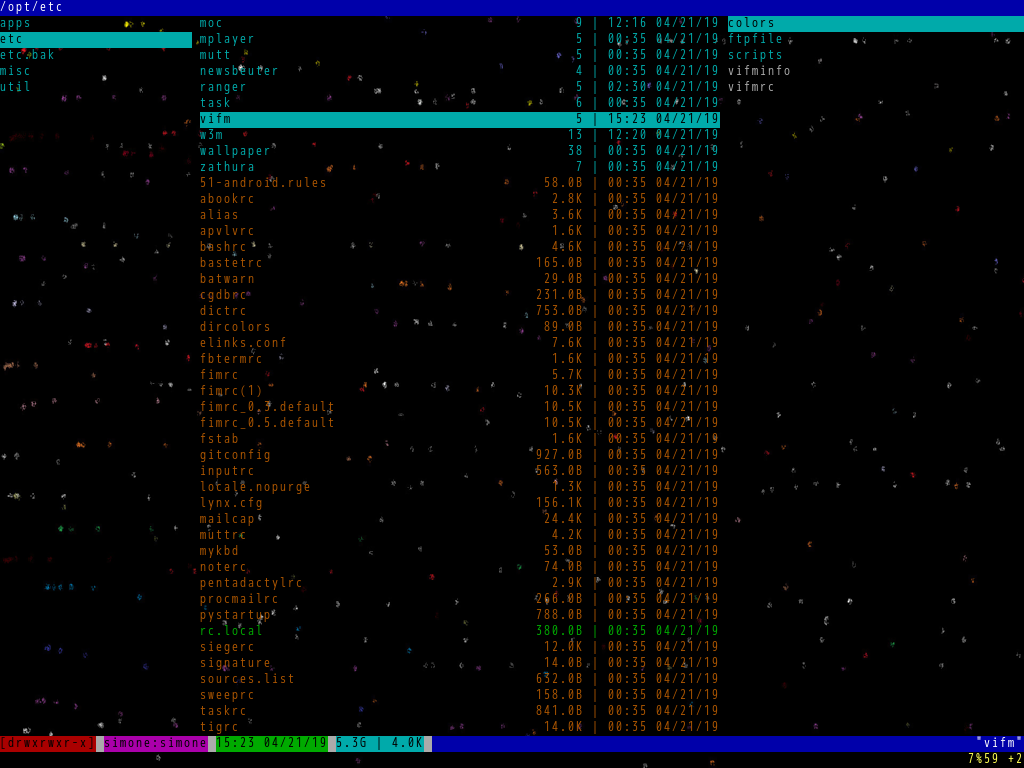 /opt/etc
apps moc 9 | 12:16 04/21/19 colors
etc mplayer 5 | 00:35 04/21/19 ftpfile
etc.bak mutt 5 | 00:35 04/21/19 scripts
misc newsbeuter 4 | 00:35 04/21/19 vifminfo
util ranger 5 | 02:30 04/21/19 vifmrc
task 6 | 00:35 04/21/19
vifm 5 | 15:23 04/21/19
w3m 13 | 12:20 04/21/19
wallpaper 38 | 00:35 04/21/19
zathura 7 | 00:35 04/21/19
51-android.rules 58.0B | 00:35 04/21/19
abookrc 2.8K | 00:35 04/21/19
alias 3.6K | 00:35 04/21/19
apvlvrc 1.6K | 00:35 04/21/19
bashrc 4.6K | 00:35 04/21/19
bastetrc 165.0B | 00:35 04/21/19
batwarn 29.0B | 00:35 04/21/19
cgdbrc 231.0B | 00:35 04/21/19
dictrc 753.0B | 00:35 04/21/19
dircolors 89.0B | 00:35 04/21/19
elinks.conf 7.6K | 00:35 04/21/19
fbtermrc 1.6K | 00:35 04/21/19
fimrc 5.7K | 00:35 04/21/19
fimrc(1) 10.3K | 00:35 04/21/19
fimrc_0.3.default 10.5K | 00:35 04/21/19
fimrc_0.5.default 10.5K | 00:35 04/21/19
fstab 1.6K | 00:35 04/21/19
gitconfig 927.0B | 00:35 04/21/19
inputrc 563.0B | 00:35 04/21/19
locale.nopurge 1.3K | 00:35 04/21/19
lynx.cfg 156.1K | 00:35 04/21/19
mailcap 24.4K | 00:35 04/21/19
muttrc 4.2K | 00:35 04/21/19
mykbd 53.0B | 00:35 04/21/19
noterc 74.0B | 00:35 04/21/19
pentadactylrc 2.9K | 00:35 04/21/19
procmailrc 266.0B | 00:35 04/21/19
pystartup 788.0B | 00:35 04/21/19
rc.local 380.0B | 00:35 04/21/19
siegerc 12.0K | 00:35 04/21/19
signature 14.0B | 00:35 04/21/19
sources.list 632.0B | 00:35 04/21/19
sweeprc 158.0B | 00:35 04/21/19
taskrc 841.0B | 00:35 04/21/19
tigrc 14.0K | 00:35 04/21/19
[drwxrwxr-x] simone:simone 15:23 04/21/19 5.3G | 4.0K "vifm"
7%59 +2